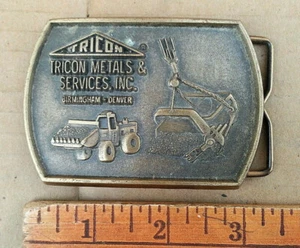 TRICON
®
TRICON METALS &
SERVICES, INC.
BIRMINGHAM - DENVER
1 2 3